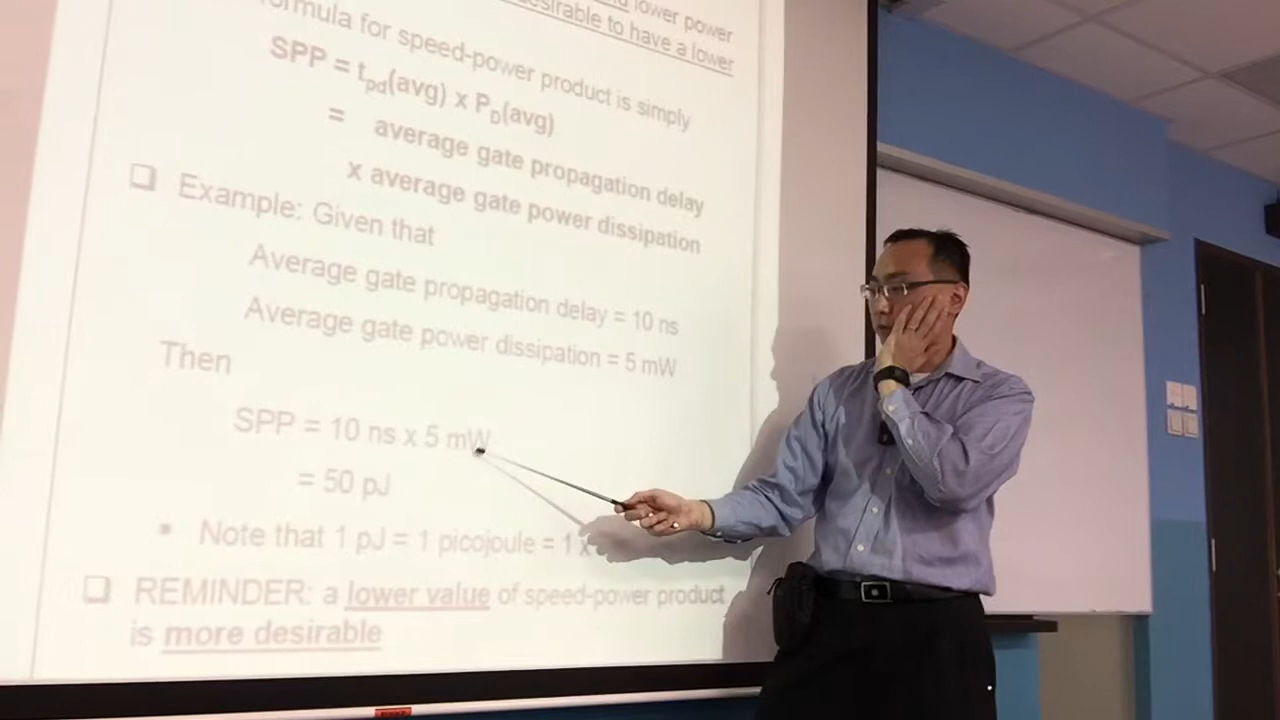 lower power
desirable to have a lower
formula for speed-power product is simply
SPP = tpd(avg) x PD(avg)
= average gate propagation delay
x average gate power dissipation
❑ Example: Given that
Average gate propagation delay = 10 ns
Average gate power dissipation = 5 mW
Then
SPP = 10 ns x 5 mW
= 50 pJ
▪ Note that 1 pJ = 1 picojoule = 1 x
❑ REMINDER: a lower value of speed-power product
is more desirable